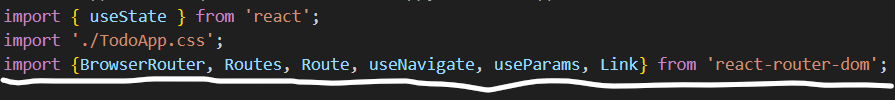 import { useState } from 'react';
import './TodoApp.css';
import {BrowserRouter, Routes, Route, useNavigate, useParams, Link} from 'react-router-dom';